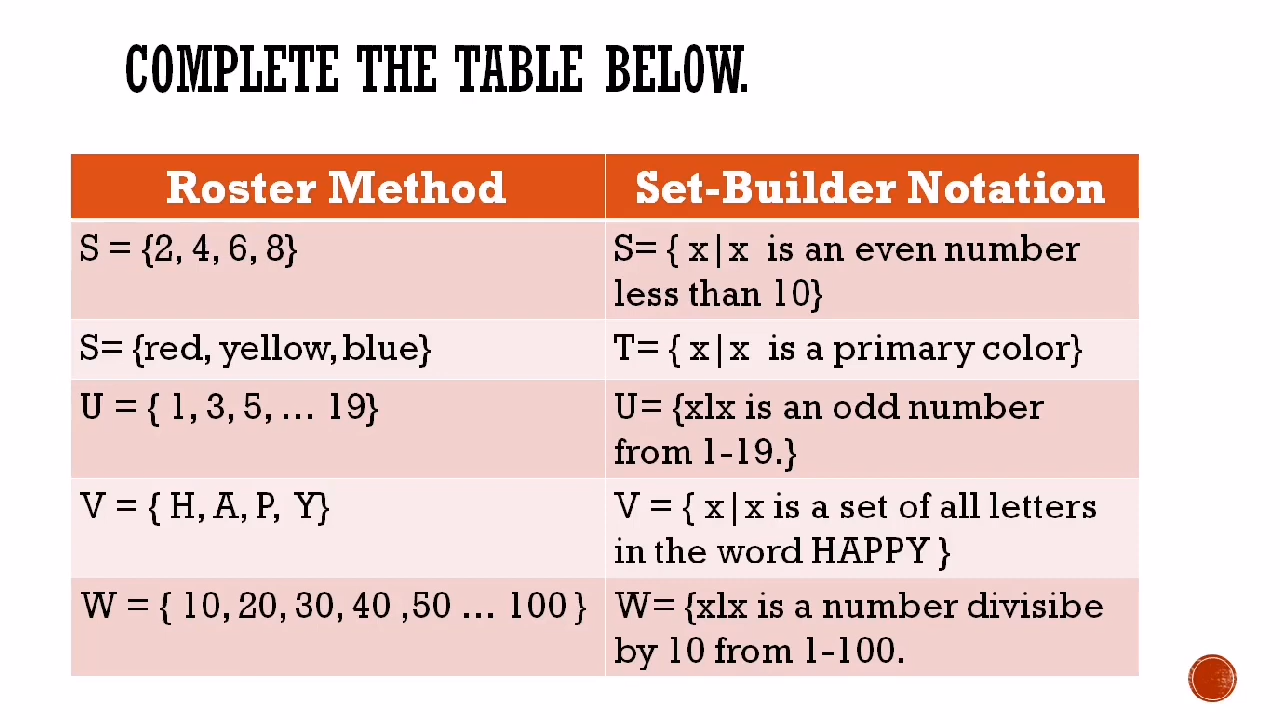 COMPLETE THE TABLE BELOW.
Roster Method
Set-Builder Notation
S = {2, 4, 6, 8}
S= { x|x  is an even number
less than 10}
S= {red, yellow, blue}
T= { x|x  is a primary color}
U = { 1, 3, 5, … 19}
U= {xlx is an odd number
from 1-19.}
V = { H, A, P,  Y}
V = { x|x is a set of all letters
in the word HAPPY }
W = { 10, 20, 30, 40 ,50 … 100 }
W= {xlx is a number divisibe
by 10 from 1-100.